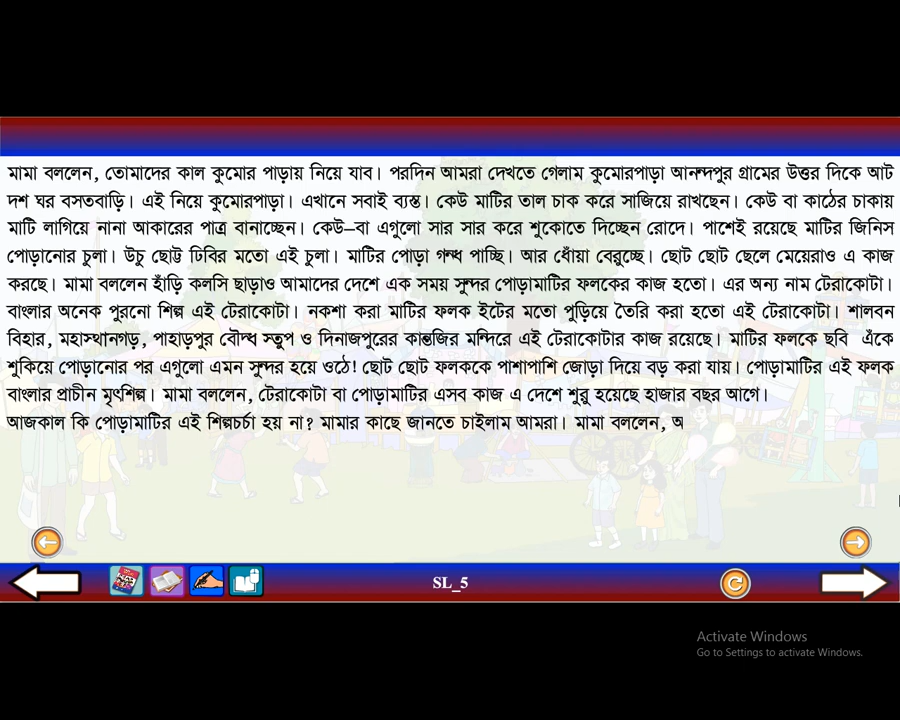 মামা বললেন, তোমাদের কাল কুমোর পাড়ায় নিয়ে যাব। পরদিন আমরা দেখতে গেলাম কুমোরপাড়া আনন্দপুর গ্রামের উত্তর দিকে আট
দশ ঘর বসতবাড়ি। এই নিয়ে কুমোরপাড়া। এখানে সবাই ব্যস্ত। কেউ মাটির তাল চাক করে সাজিয়ে রাখছেন। কেউ বা কাঠের চাকায়
মাটি লাগিয়ে নানা আকারের পাত্র বানাচ্ছেন। কেউ–বা এগুলো সার সার করে শুকোতে দিচ্ছেন রোদে। পাশেই রয়েছে মাটির জিনিস
পোড়ানোর চুলা। উচু ছোট্ট ঢিবির মতো এই চুলা। মাটির পোড়া গন্ধ পাচ্ছি। আর ধোঁয়া বেরুচ্ছে। ছোট ছোট ছেলে মেয়েরাও এ কাজ
করছে। মামা বললেন হাঁড়ি কলসি ছাড়াও আমাদের দেশে এক সময় সুন্দর পোড়ামাটির ফলকের কাজ হতো। এর অন্য নাম টেরাকোটা।
বাংলার অনেক পুরনো শিল্প এই টেরাকোটা। নকশা করা মাটির ফলক ইটের মতো পুড়িয়ে তৈরি করা হতো এই টেরাকোটা। শালবন
বিহার, মহাস্থানগড়, পাহাড়পুর বৌদ্ধ স্তুপ ও দিনাজপুরের কান্তজির মন্দিরে এই টেরাকোটার কাজ রয়েছে। মাটির ফলকে ছবি এঁকে
শুকিয়ে পোড়ানোর পর এগুলো এমন সুন্দর হয়ে ওঠে! ছোট ছোট ফলককে পাশাপাশি জোড়া দিয়ে বড় করা যায়। পোড়ামাটির এই ফলক
বাংলার প্রাচীন মৃৎশিল্প। মামা বললেন, টেরাকোটা বা পোড়ামাটির এসব কাজ এ দেশে শুরু হয়েছে হাজার বছর আগে।
আজকাল কি পোড়ামাটির এই শিল্পচর্চা হয় না? মামার কাছে জানতে চাইলাম আমরা। মামা বললেন, অ
SL_5
Activate Windows
Go to Settings to activate Windows.